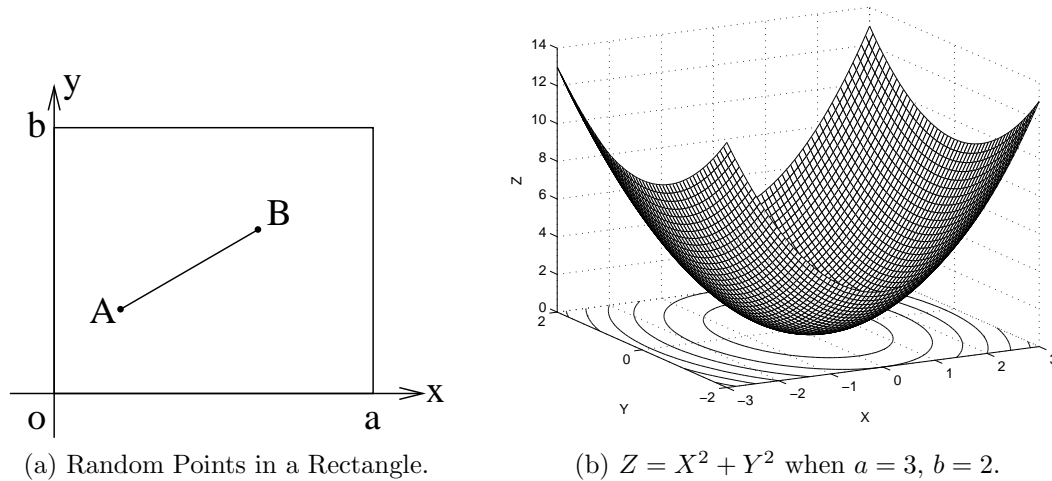 y
b
B
A
o
a
x
(a) Random Points in a Rectangle.
14
12
10
8
6
4
2
0
Z
2
0
−2
Y
−3
−2
−1
0
1
2
3
X
(b) Z = X² + Y² when a = 3, b = 2.